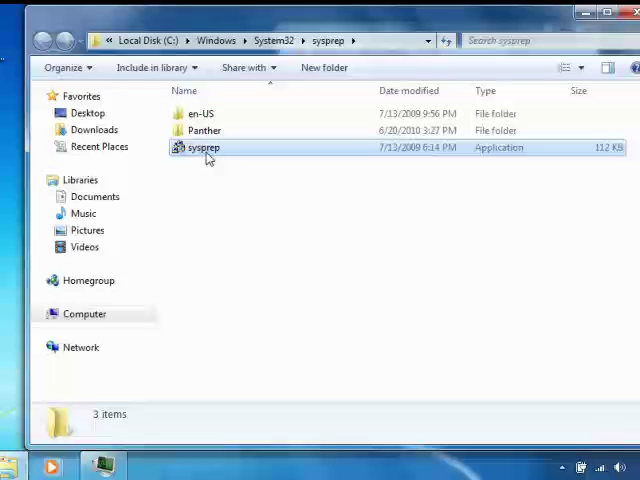 « Local Disk (C:) Windows System32 sysprep
Search sysprep
Organize Include in library Share with New folder
Name Date modified Type Size
Favorites
Desktop
Downloads
Recent Places
Libraries
Documents
Music
Pictures
Videos
Homegroup
Computer
Network
en-US 7/13/2009 9:56 PM File folder
Panther 6/20/2010 3:27 PM File folder
sysprep 7/13/2009 6:14 PM Application 112 KB
3 items